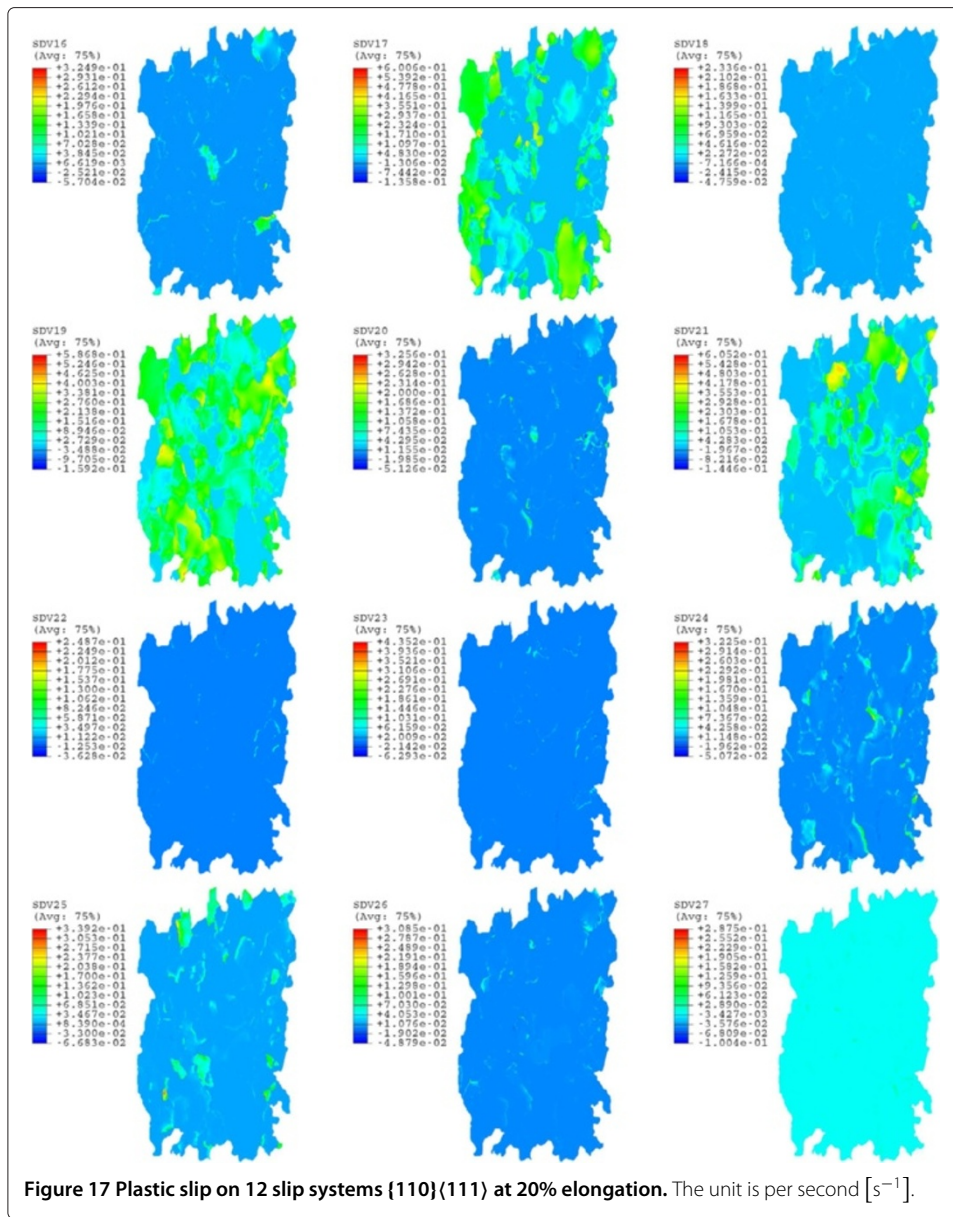 SDV16
(Avg: 75%)
+3.249e-01
+2.931e-01
+2.612e-01
+2.294e-01
+1.976e-01
+1.658e-01
+1.339e-01
+1.021e-01
+7.028e-02
+3.845e-02
+6.619e-03
-2.521e-02
-5.704e-02
SDV17
(Avg: 75%)
+6.006e-01
+5.392e-01
+4.778e-01
+4.165e-01
+3.551e-01
+2.937e-01
+2.324e-01
+1.710e-01
+1.097e-01
+4.830e-02
-1.306e-02
-7.442e-02
-1.358e-01
SDV18
(Avg: 75%)
+2.336e-01
+2.102e-01
+1.868e-01
+1.633e-01
+1.399e-01
+1.165e-01
+9.303e-02
+6.959e-02
+4.616e-02
+2.272e-02
-7.166e-04
-2.415e-02
-4.759e-02
SDV19
(Avg: 75%)
+5.868e-01
+5.246e-01
+4.625e-01
+4.003e-01
+3.381e-01
+2.760e-01
+2.138e-01
+1.516e-01
+8.946e-02
+2.729e-02
-3.488e-02
-9.705e-02
-1.592e-01
SDV20
(Avg: 75%)
+3.256e-01
+2.942e-01
+2.628e-01
+2.314e-01
+2.000e-01
+1.686e-01
+1.372e-01
+1.058e-01
+7.435e-02
+4.295e-02
+1.155e-02
-1.985e-02
-5.126e-02
SDV21
(Avg: 75%)
+6.052e-01
+5.428e-01
+4.803e-01
+4.178e-01
+3.553e-01
+2.928e-01
+2.303e-01
+1.678e-01
+1.053e-01
+4.283e-02
-1.967e-02
-8.216e-02
-1.446e-01
SDV22
(Avg: 75%)
+2.487e-01
+2.249e-01
+2.012e-01
+1.775e-01
+1.537e-01
+1.300e-01
+1.062e-01
+8.246e-02
+5.871e-02
+3.497e-02
+1.122e-02
-1.253e-02
-3.628e-02
SDV23
(Avg: 75%)
+4.352e-01
+3.936e-01
+3.521e-01
+3.106e-01
+2.691e-01
+2.276e-01
+1.861e-01
+1.446e-01
+1.031e-01
+6.159e-02
+2.009e-02
-2.142e-02
-6.293e-02
SDV24
(Avg: 75%)
+3.225e-01
+2.914e-01
+2.603e-01
+2.292e-01
+1.981e-01
+1.670e-01
+1.359e-01
+1.048e-01
+7.367e-02
+4.258e-02
+1.148e-02
-1.962e-02
-5.072e-02
SDV25
(Avg: 75%)
+3.392e-01
+3.053e-01
+2.715e-01
+2.377e-01
+2.038e-01
+1.700e-01
+1.362e-01
+1.023e-01
+6.851e-02
+3.467e-02
+8.390e-04
-3.300e-02
-6.683e-02
SDV26
(Avg: 75%)
+3.085e-01
+2.787e-01
+2.489e-01
+2.191e-01
+1.894e-01
+1.596e-01
+1.298e-01
+1.001e-01
+7.030e-02
+4.053e-02
+1.076e-02
-1.902e-02
-4.879e-02
SDV27
(Avg: 75%)
+2.875e-01
+2.552e-01
+2.229e-01
+1.905e-01
+1.582e-01
+1.259e-01
+9.356e-02
+6.123e-02
+2.890e-02
-3.427e-03
-3.576e-02
-6.809e-02
-1.004e-01
Figure 17 Plastic slip on 12 slip systems {110}⟨111⟩ at 20% elongation. The unit is per second [s⁻¹].